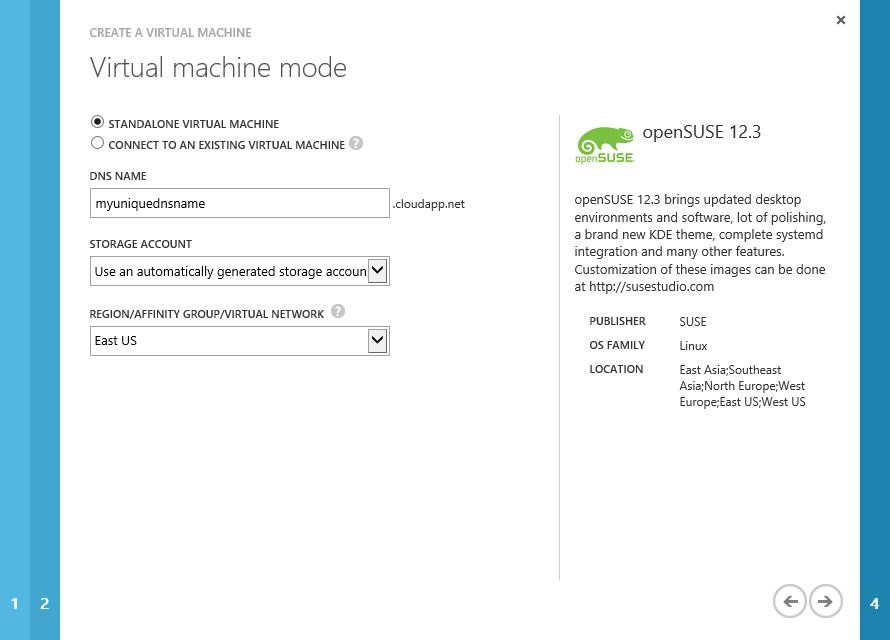 CREATE A VIRTUAL MACHINE
Virtual machine mode
STANDALONE VIRTUAL MACHINE
CONNECT TO AN EXISTING VIRTUAL MACHINE ?
DNS NAME
myuniquednsname .cloudapp.net
STORAGE ACCOUNT
Use an automatically generated storage accoun
REGION/AFFINITY GROUP/VIRTUAL NETWORK ?
East US
openSUSE
openSUSE 12.3
openSUSE 12.3 brings updated desktop
environments and software, lot of polishing,
a brand new KDE theme, complete systemd
integration and many other features.
Customization of these images can be done
at http://susestudio.com
PUBLISHER SUSE
OS FAMILY Linux
LOCATION East Asia;Southeast
Asia;North Europe;West
Europe;East US;West US
1 2 4